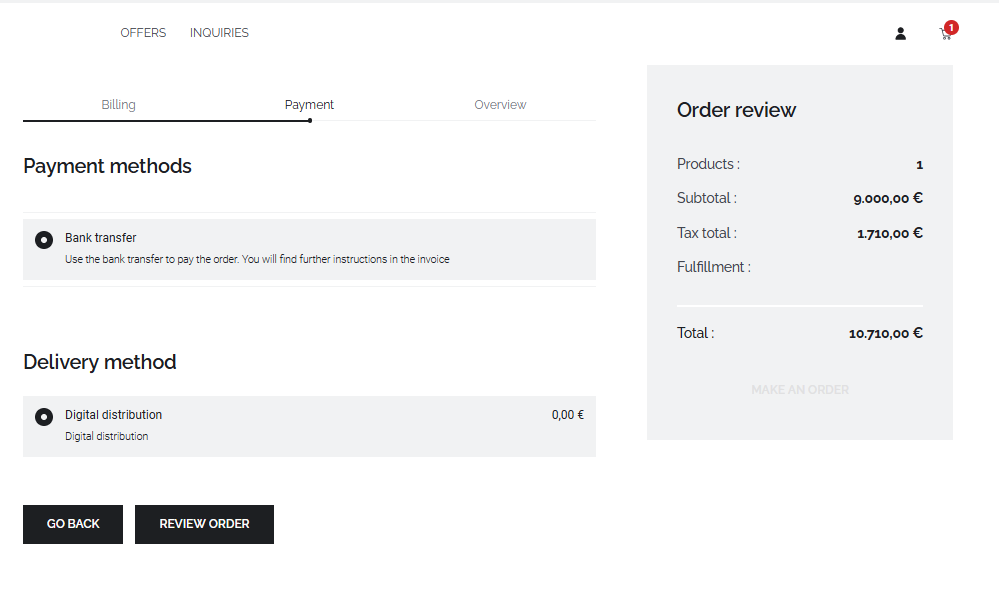 OFFERS INQUIRIES 1
Billing Payment Overview
Payment methods
Bank transfer
Use the bank transfer to pay the order. You will find further instructions in the invoice
Delivery method
Digital distribution 0,00 €
Digital distribution
GO BACK REVIEW ORDER
Order review
Products : 1
Subtotal : 9.000,00 €
Tax total : 1.710,00 €
Fulfillment :
Total : 10.710,00 €
MAKE AN ORDER